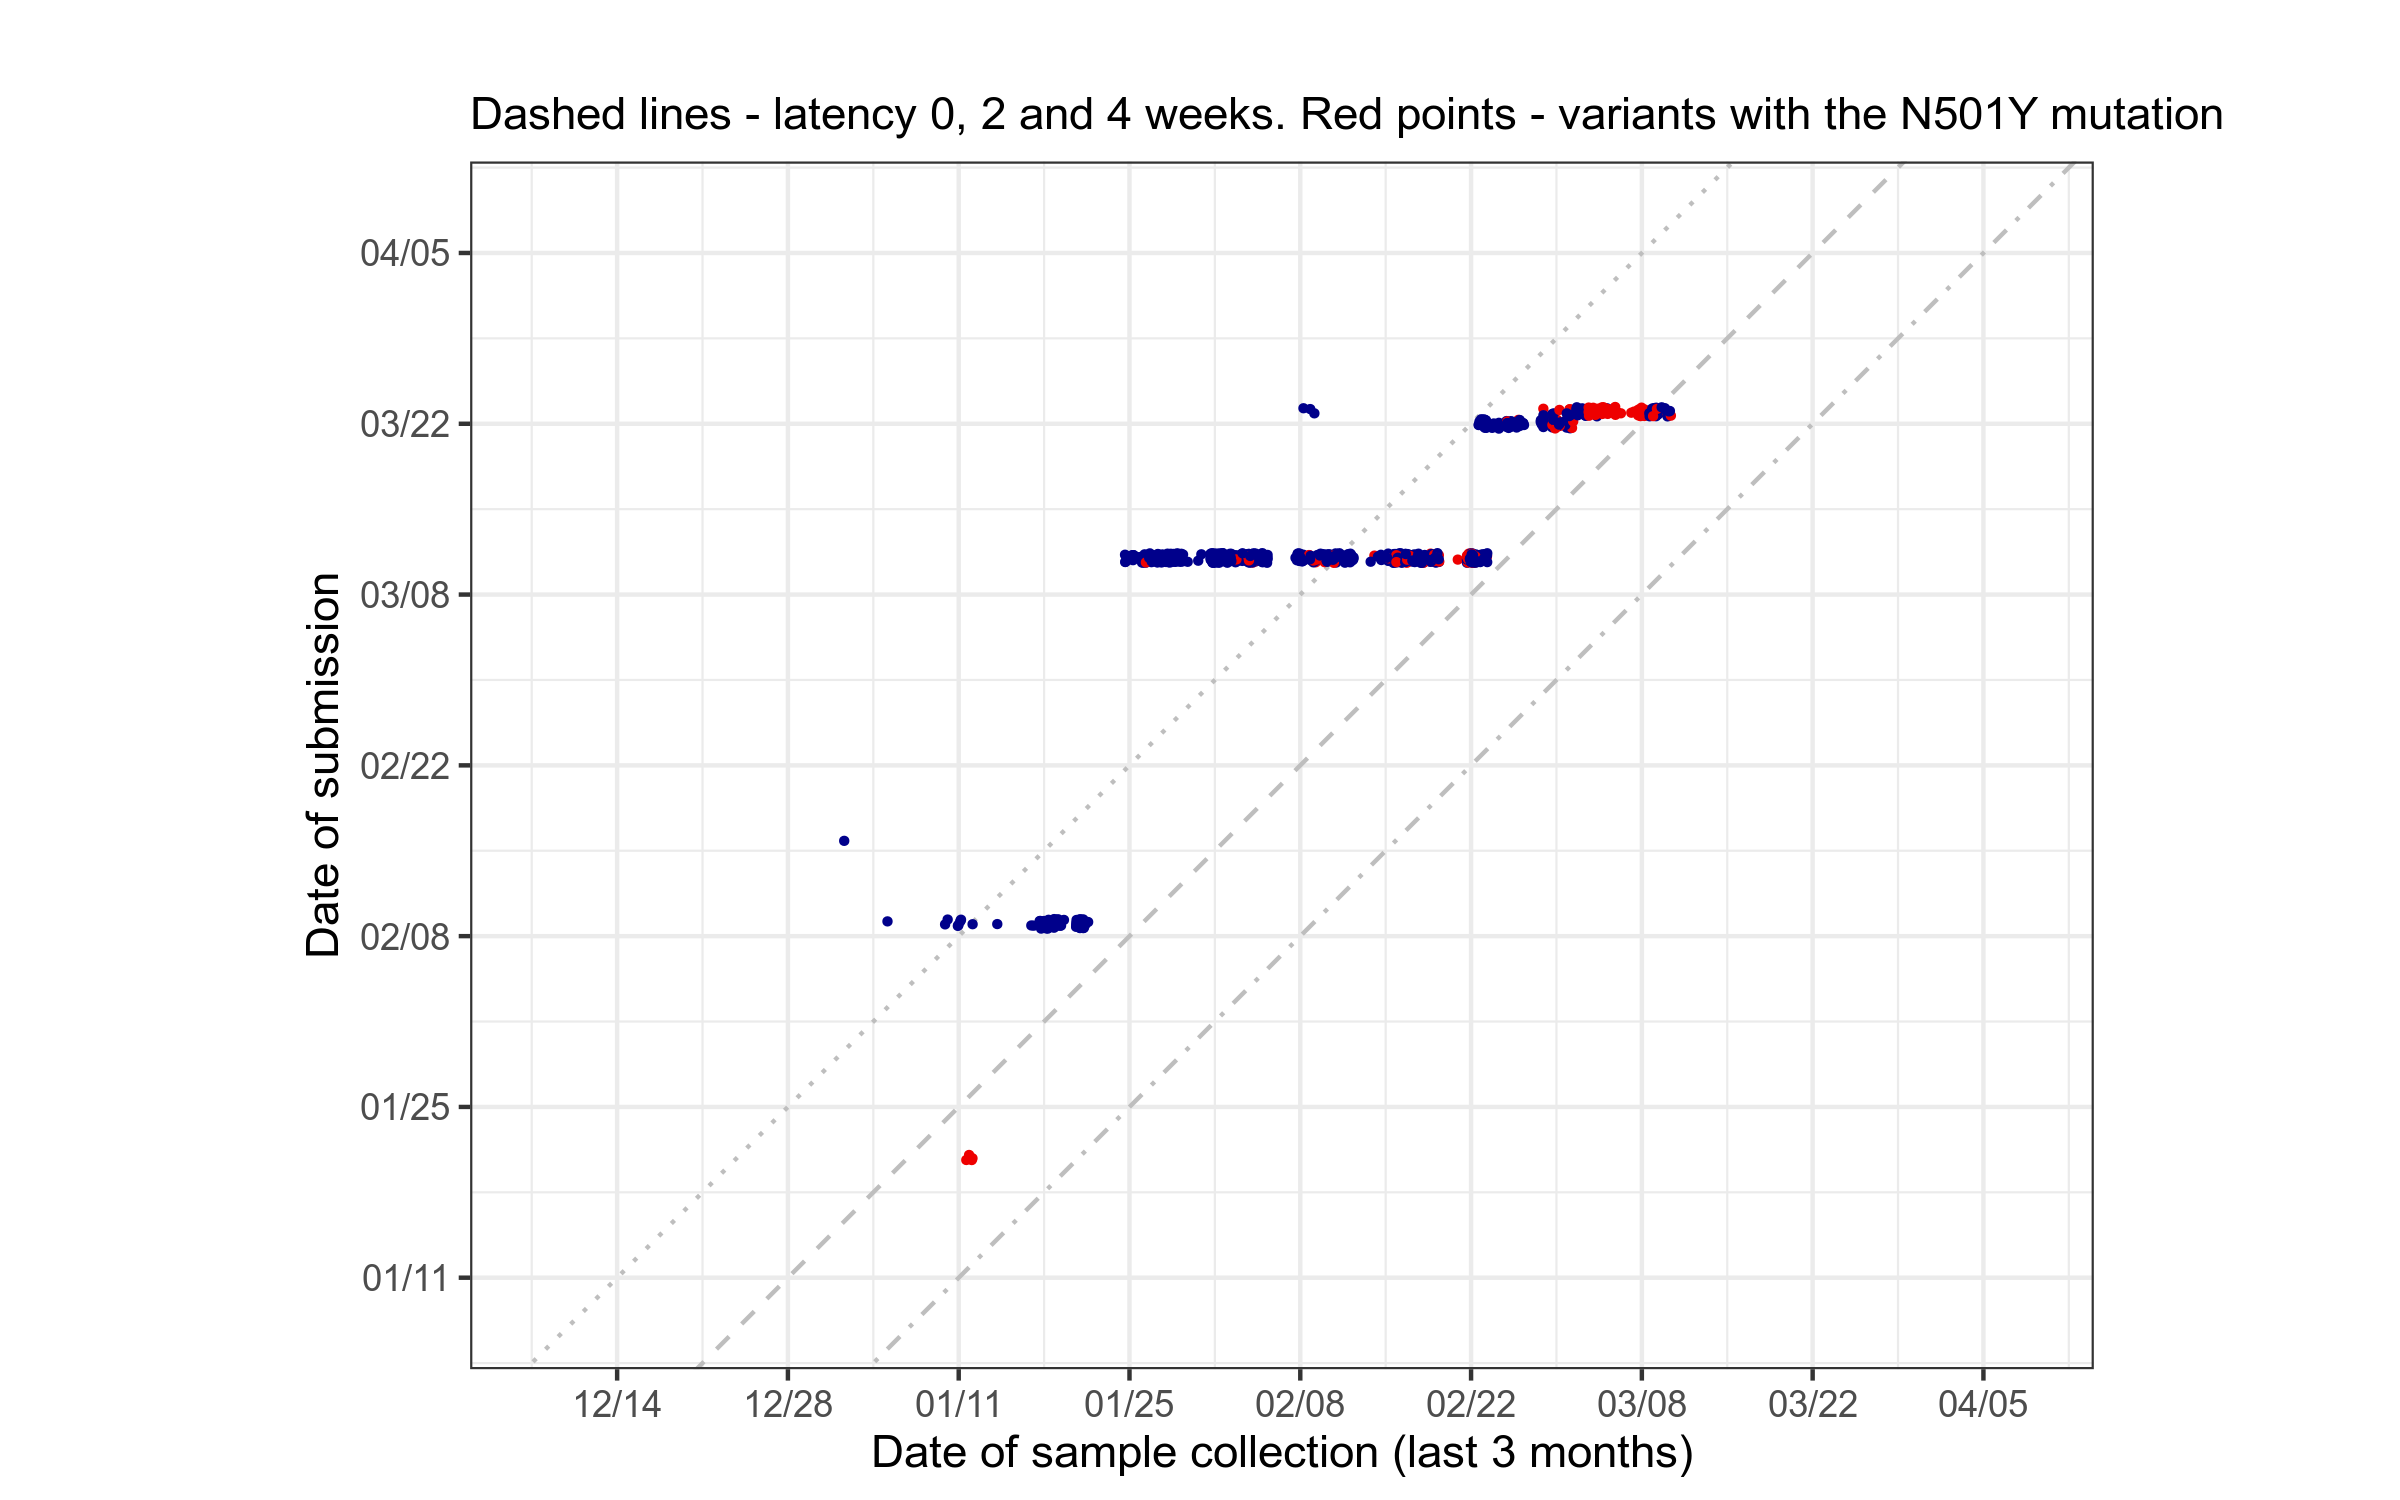 Dashed lines - latency 0, 2 and 4 weeks. Red points - variants with the N501Y mutation
04/05
03/22
03/08
02/22
02/08
01/25
01/11
Date of submission
12/14 12/28 01/11 01/25 02/08 02/22 03/08 03/22 04/05
Date of sample collection (last 3 months)